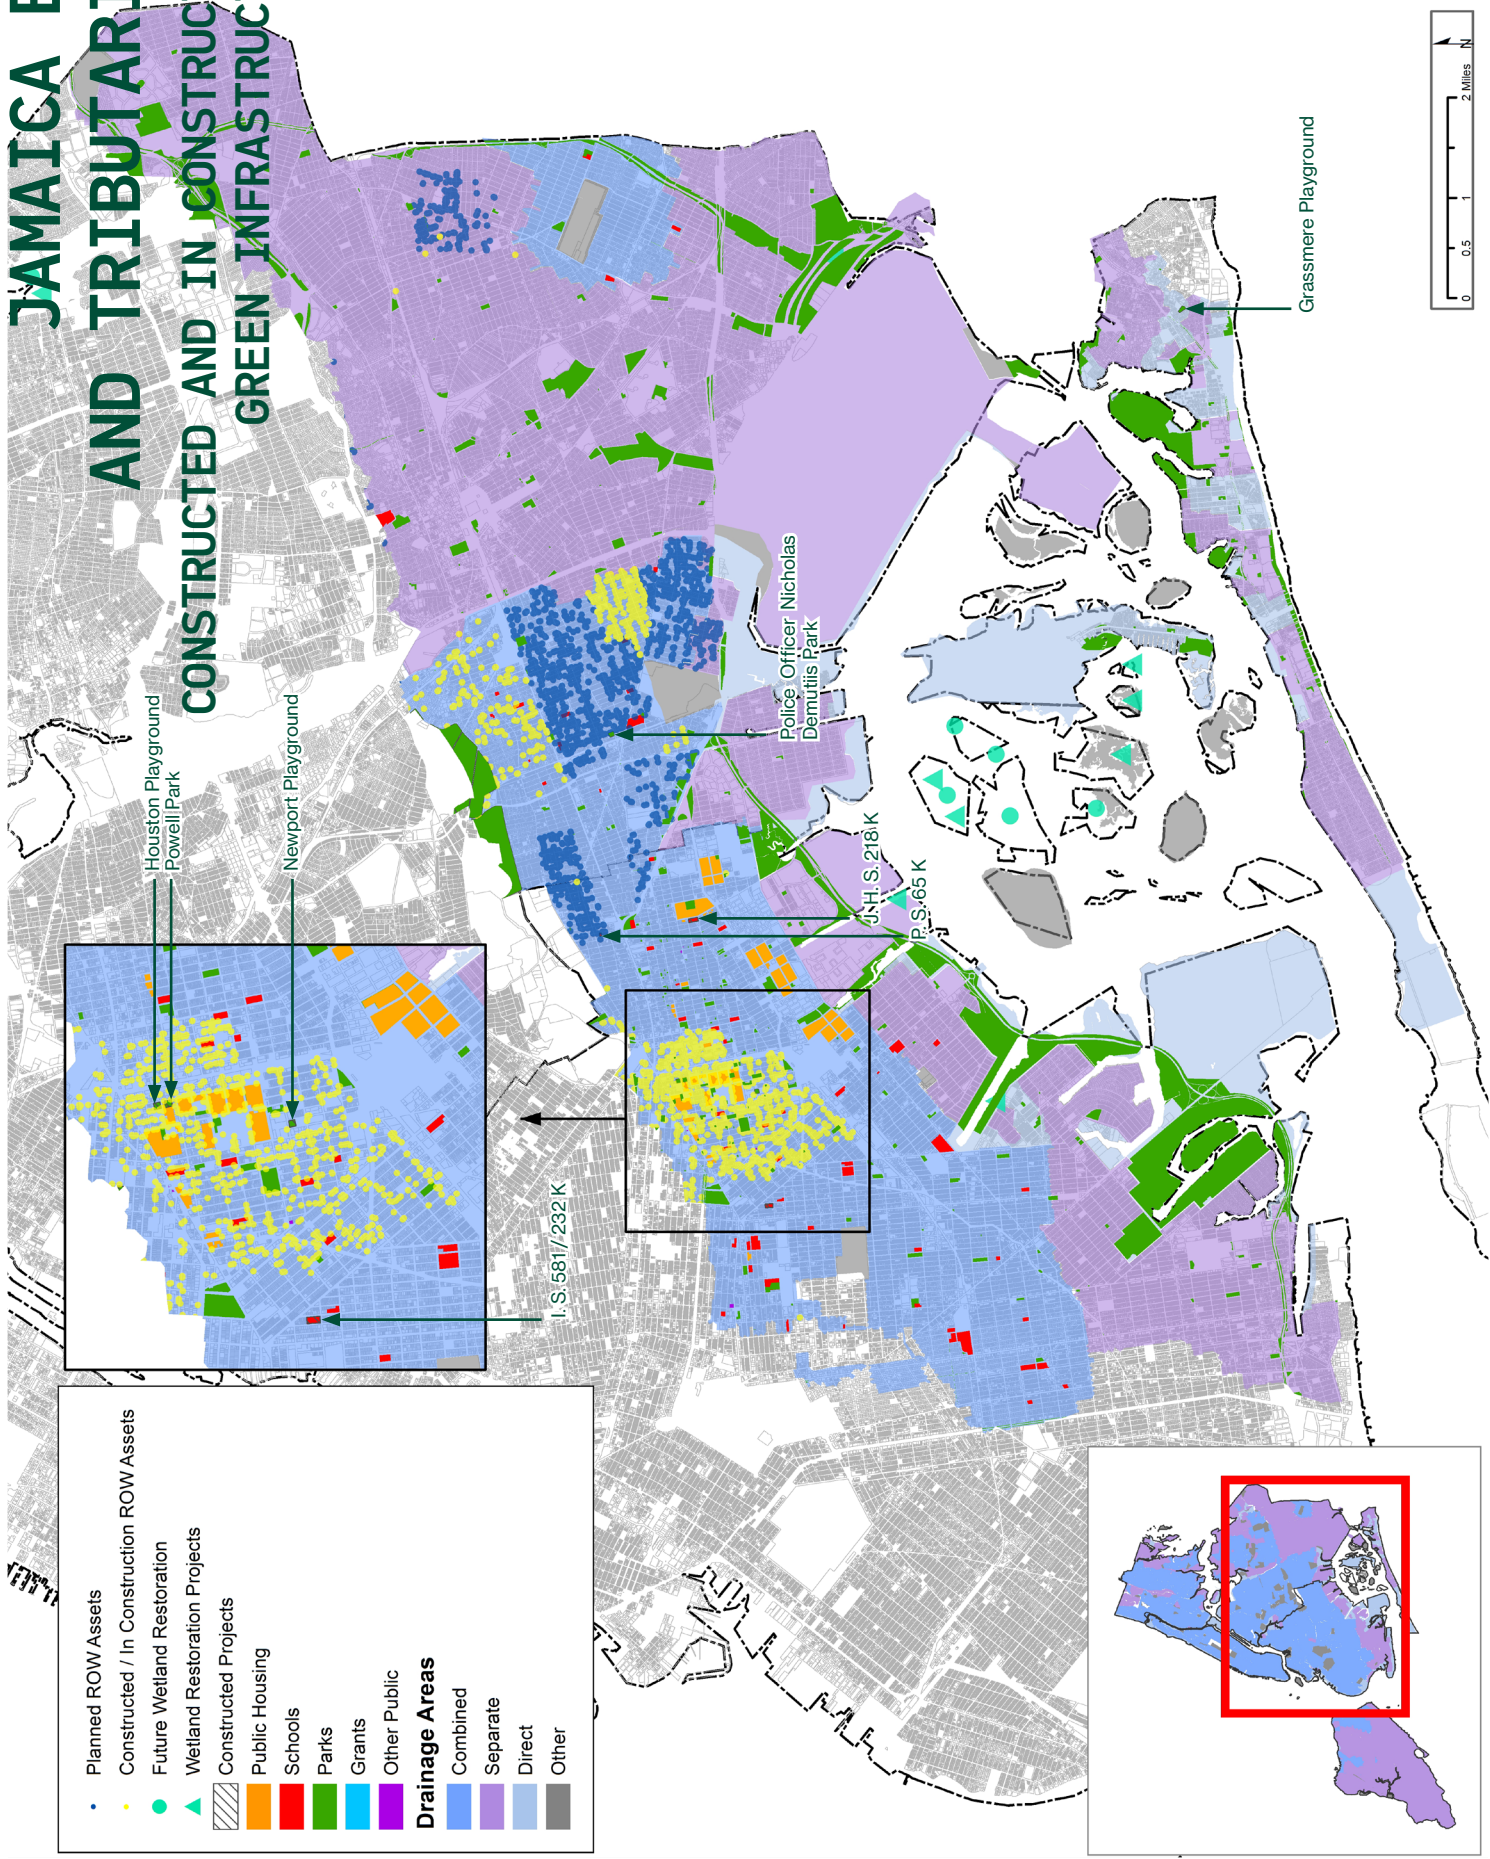 JAMAICA B
AND TRIBUTARI
CONSTRUCTED AND IN CONSTRUC
GREEN INFRASTRUC
Houston Playground
Powell Park
Newport Playground
I. S. 581/ 232 K
Police Officer Nicholas
Demutiis Park
J. H. S. 218 K
P. S. 65 K
Grassmere Playground
Planned ROW Assets
Constructed / In Construction ROW Assets
Future Wetland Restoration
Wetland Restoration Projects
Constructed Projects
Public Housing
Schools
Parks
Grants
Other Public
Drainage Areas
Combined
Separate
Direct
Other
0 0.5 1 2 Miles
N